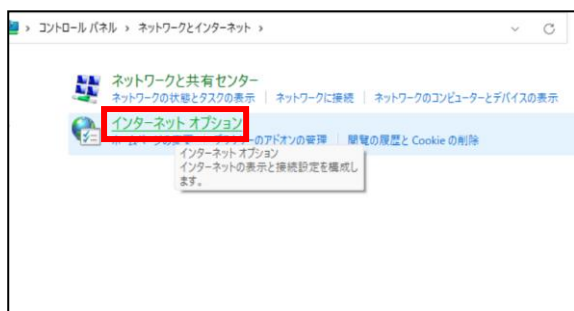 コントロール パネル › ネットワークとインターネット ›
ネットワークと共有センター
ネットワークの状態とタスクの表示 | ネットワークに接続 | ネットワークのコンピューターとデバイスの表示
インターネット オプション
のアドオンの管理 | 閲覧の履歴と Cookie の削除
インターネット オプション
インターネットの表示と接続設定を構成し
ます。